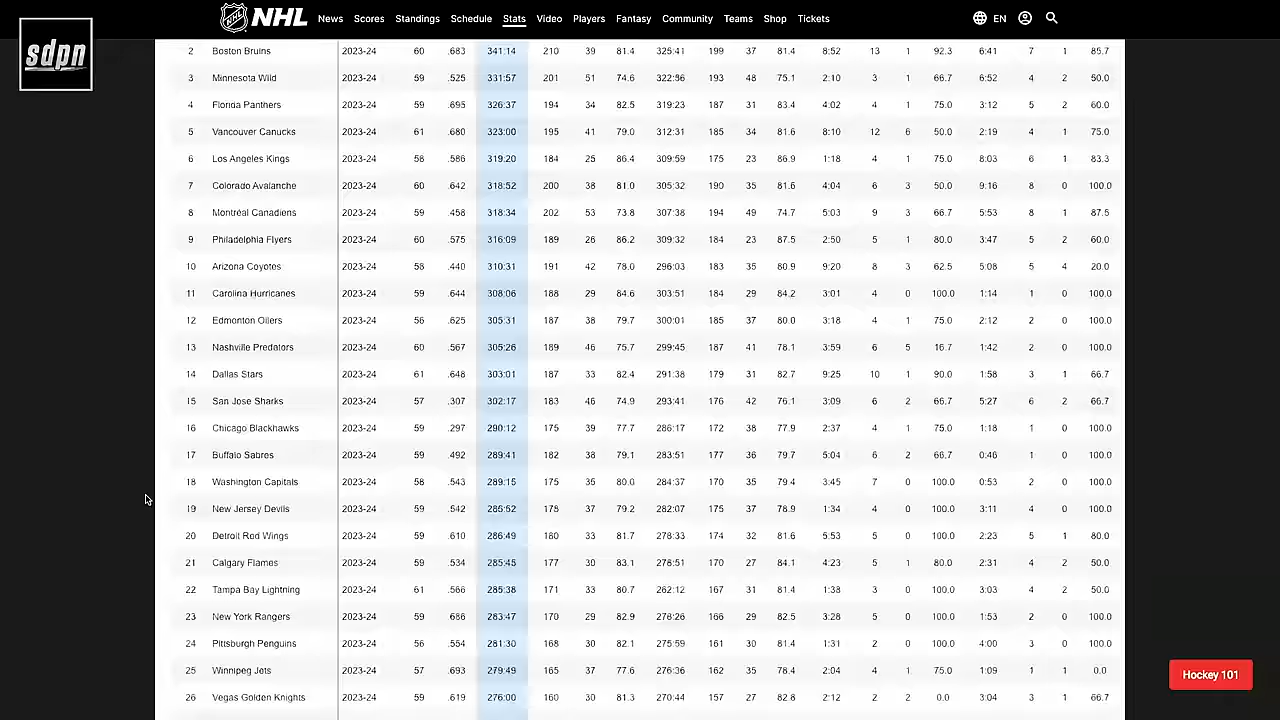 NHL News Scores Standings Schedule Stats Video Players Fantasy Community Teams Shop Tickets EN
sdpn
2 Boston Bruins 2023-24 60 .683 341:14 210 39 81.4 325:41 199 37 81.4 8:52 13 1 92.3 6:41 7 1 85.7
3 Minnesota Wild 2023-24 59 .525 331:57 201 51 74.6 322:56 193 48 75.1 2:10 3 1 66.7 6:52 4 2 50.0
4 Florida Panthers 2023-24 59 .695 326:37 194 34 82.5 319:23 187 31 83.4 4:02 4 1 75.0 3:12 5 2 60.0
5 Vancouver Canucks 2023-24 61 .680 323:00 195 41 79.0 312:31 185 34 81.6 8:10 12 6 50.0 2:19 4 1 75.0
6 Los Angeles Kings 2023-24 58 .586 319:20 184 25 86.4 309:59 175 23 86.9 1:18 4 1 75.0 8:03 6 1 83.3
7 Colorado Avalanche 2023-24 60 .642 318:52 200 38 81.0 305:32 190 35 81.6 4:04 6 3 50.0 9:16 8 0 100.0
8 Montréal Canadiens 2023-24 59 .458 318:34 202 53 73.8 307:38 194 49 74.7 5:03 9 3 66.7 5:53 8 1 87.5
9 Philadelphia Flyers 2023-24 60 .575 316:09 189 26 86.2 309:32 184 23 87.5 2:50 5 1 80.0 3:47 5 2 60.0
10 Arizona Coyotes 2023-24 58 .440 310:31 191 42 78.0 296:03 183 35 80.9 9:20 8 3 62.5 5:08 5 4 20.0
11 Carolina Hurricanes 2023-24 59 .644 308:06 188 29 84.6 303:51 184 29 84.2 3:01 4 0 100.0 1:14 1 0 100.0
12 Edmonton Oilers 2023-24 56 .625 305:31 187 38 79.7 300:01 185 37 80.0 3:18 4 1 75.0 2:12 2 0 100.0
13 Nashville Predators 2023-24 60 .567 305:26 189 46 75.7 299:45 187 41 78.1 3:59 6 5 16.7 1:42 2 0 100.0
14 Dallas Stars 2023-24 61 .648 303:01 187 33 82.4 291:38 179 31 82.7 9:25 10 1 90.0 1:58 3 1 66.7
15 San Jose Sharks 2023-24 57 .307 302:17 183 46 74.9 293:41 176 42 76.1 3:09 6 2 66.7 5:27 6 2 66.7
16 Chicago Blackhawks 2023-24 59 .297 290:12 175 39 77.7 286:17 172 38 77.9 2:37 4 1 75.0 1:18 1 0 100.0
17 Buffalo Sabres 2023-24 59 .492 289:41 182 38 79.1 283:51 177 36 79.7 5:04 6 2 66.7 0:46 1 0 100.0
18 Washington Capitals 2023-24 58 .543 289:15 175 35 80.0 284:37 170 35 79.4 3:45 7 0 100.0 0:53 2 0 100.0
19 New Jersey Devils 2023-24 59 .542 286:52 178 37 79.2 282:07 175 37 78.9 1:34 4 0 100.0 3:11 4 0 100.0
20 Detroit Red Wings 2023-24 59 .610 286:49 180 33 81.7 278:33 174 32 81.6 5:53 5 0 100.0 2:23 5 1 80.0
21 Calgary Flames 2023-24 59 .534 285:45 177 30 83.1 278:51 170 27 84.1 4:23 5 1 80.0 2:31 4 2 50.0
22 Tampa Bay Lightning 2023-24 61 .566 285:38 171 33 80.7 262:12 167 31 81.4 1:38 3 0 100.0 3:03 4 2 50.0
23 New York Rangers 2023-24 59 .686 283:47 170 29 82.9 278:26 166 29 82.5 3:28 5 0 100.0 1:53 2 0 100.0
24 Pittsburgh Penguins 2023-24 56 .554 281:30 168 30 82.1 275:59 161 30 81.4 1:31 2 0 100.0 4:00 3 0 100.0
25 Winnipeg Jets 2023-24 57 .693 279:49 165 37 77.6 276:36 162 35 78.4 2:04 4 1 75.0 1:09 1 1 0.0
26 Vegas Golden Knights 2023-24 59 .619 276:00 160 30 81.3 270:44 157 27 82.8 2:12 2 2 0.0 3:04 3 1 66.7
Hockey 101